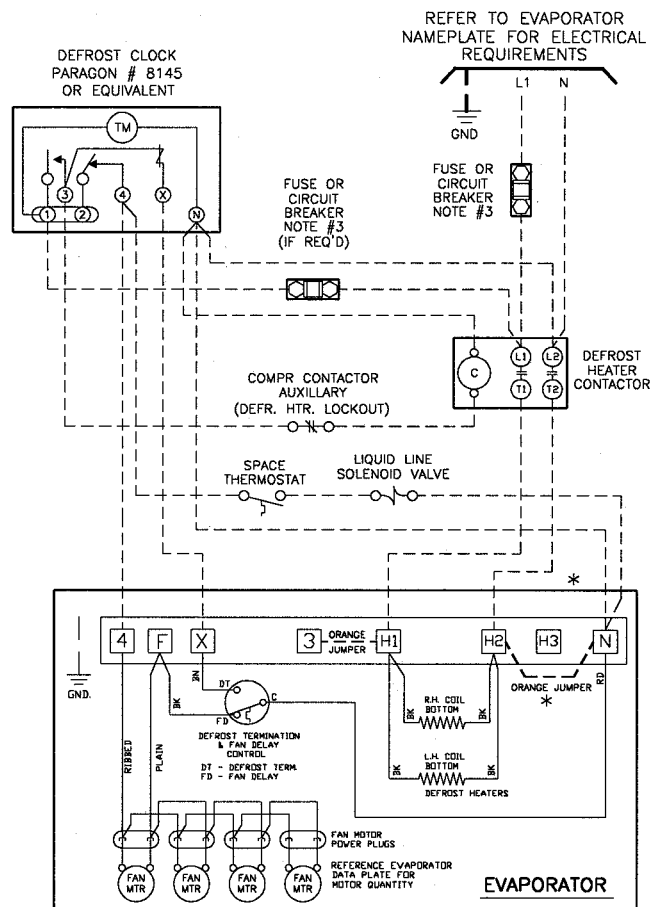 REFER TO EVAPORATOR
NAMEPLATE FOR ELECTRICAL
REQUIREMENTS
L1 N
GND
DEFROST CLOCK
PARAGON # 8145
OR EQUIVALENT
TM
3 4 X
1 2 N
FUSE OR
CIRCUIT
BREAKER
NOTE #3
FUSE OR
CIRCUIT
BREAKER
NOTE #3
(IF REQ'D)
C L1 L2
T1 T2
DEFROST
HEATER
CONTACTOR
COMPR CONTACTOR
AUXILLARY
(DEFR. HTR. LOCKOUT)
SPACE
THERMOSTAT
LIQUID LINE
SOLENOID VALVE
*
4 F X 3 ORANGE
JUMPER H1 H2 H3 N
ORANGE JUMPER
*
GND.
RIBBED
PLAIN
BK
BN
DT
FD
C
RD
DEFROST TERMINATION
& FAN DELAY
CONTROL
DT - DEFROST TERM.
FD - FAN DELAY
BK
R.H. COIL
BOTTOM
BK
BK
L.H. COIL
BOTTOM
BK
DEFROST HEATERS
FAN MOTOR
POWER PLUGS
FAN
MTR
FAN
MTR
FAN
MTR
FAN
MTR
REFERENCE EVAPORATOR
DATA PLATE FOR
MOTOR QUANTITY
EVAPORATOR